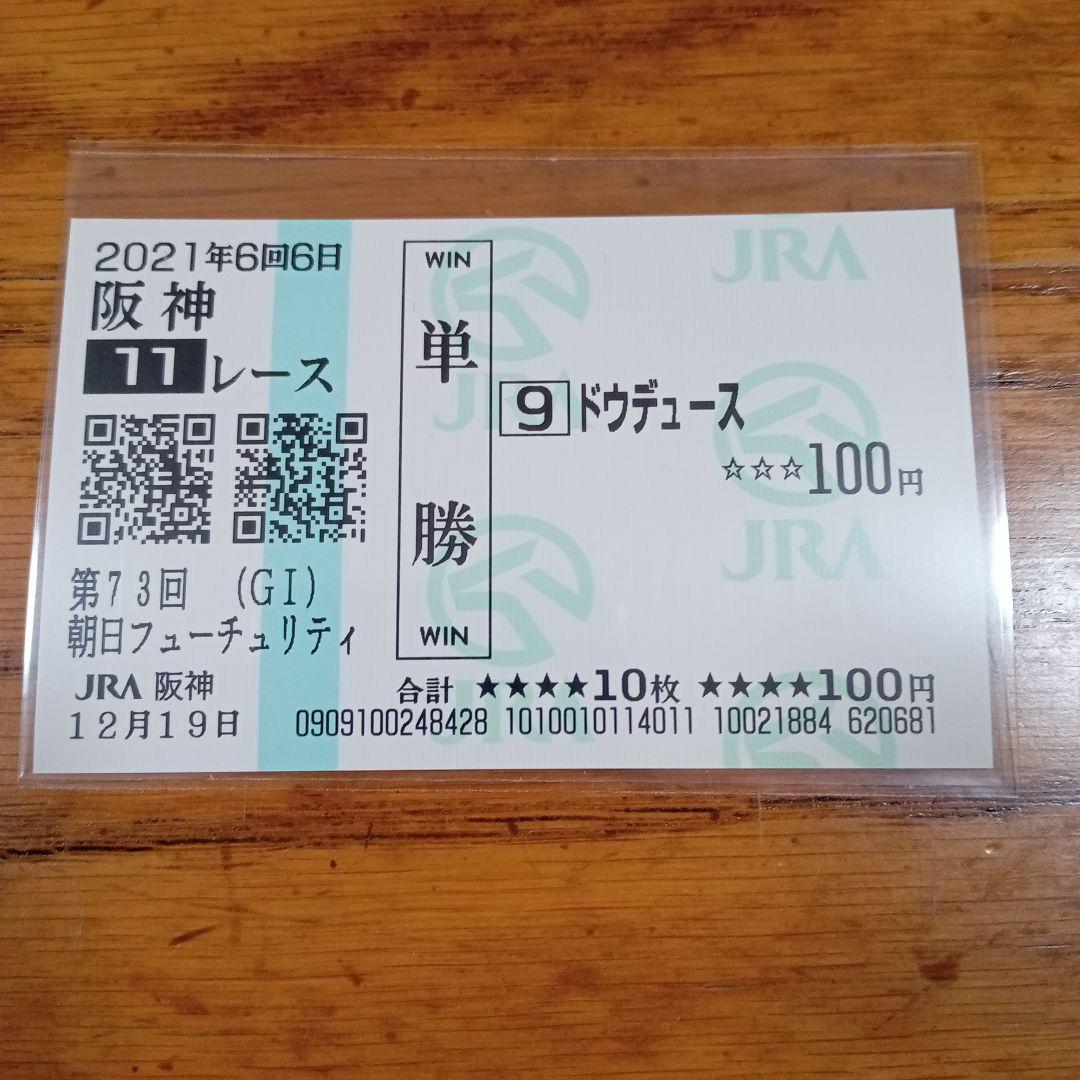 2021年6回6日
阪神
11レース
第73回 (GI)
朝日フューチュリティ
JRA 阪神
12月19日
WIN
単勝
WIN
9 ドウデュース
☆☆☆100円
合計 ★★★★10枚 ★★★★100円
0909100248428 1010010114011 10021884 620681
JRA
JRA
JRA
JRA